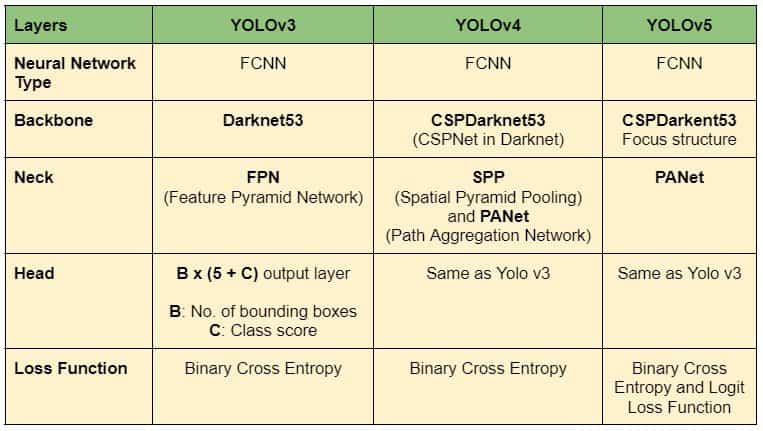 Layers YOLOv3 YOLOv4 YOLOv5
Neural Network
Type
FCNN FCNN FCNN
Backbone
Darknet53
CSPDarknet53
(CSPNet in Darknet)
CSPDarkent53
Focus structure
Neck
FPN
(Feature Pyramid Network)
SPP
(Spatial Pyramid Pooling)
and PANet
(Path Aggregation Network)
PANet
Head
B x (5 + C) output layer
B: No. of bounding boxes
C: Class score
Same as Yolo v3
Same as Yolo v3
Loss Function
Binary Cross Entropy
Binary Cross Entropy
Binary Cross
Entropy and Logit
Loss Function